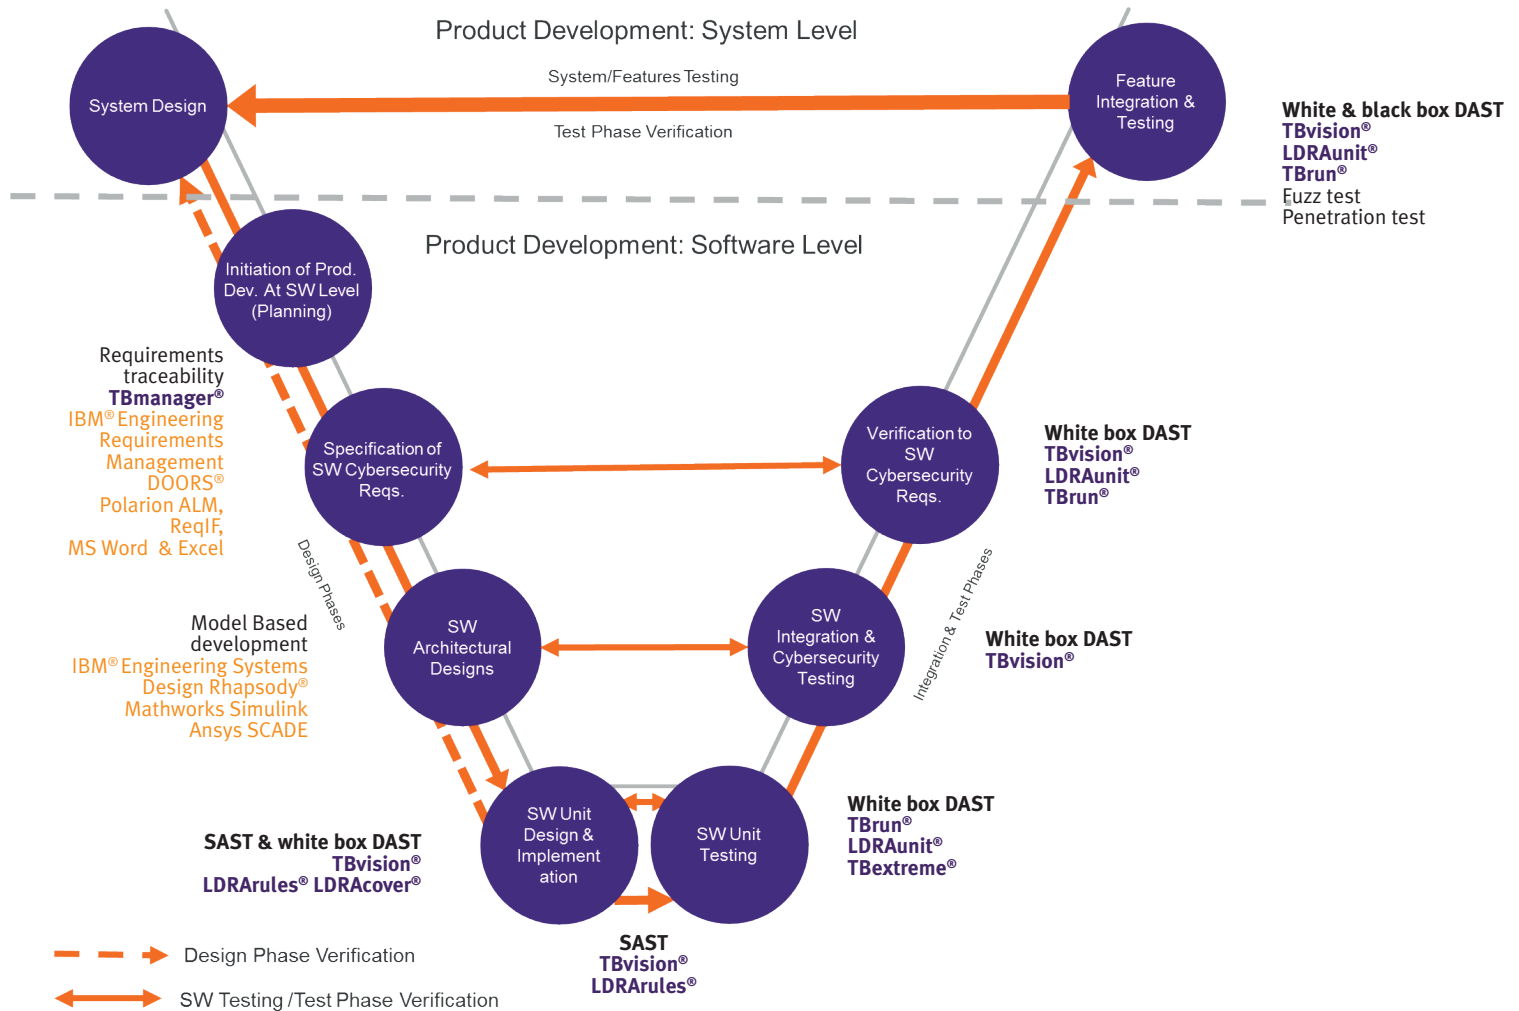 Product Development: System Level
System/Features Testing
Test Phase Verification
System Design
Feature
Integration &
Testing
White & black box DAST
TBvision®
LDRAunit®
TBrun®
Fuzz test
Penetration test
Product Development: Software Level
Initiation of Prod.
Dev. At SW Level
(Planning)
Requirements
traceability
TBmanager®
IBM® Engineering
Requirements
Management
DOORS®
Polarion ALM,
ReqIF,
MS Word & Excel
Specification of
SW Cybersecurity
Reqs.
Verification to
SW
Cybersecurity
Reqs.
White box DAST
TBvision®
LDRAunit®
TBrun®
Design Phases
Integration & Test Phases
Model Based
development
IBM® Engineering Systems
Design Rhapsody®
Mathworks Simulink
Ansys SCADE
SW
Architectural
Designs
SW
Integration &
Cybersecurity
Testing
White box DAST
TBvision®
SAST & white box DAST
TBvision®
LDRArules® LDRAcover®
SW Unit
Design &
Implement
ation
SW Unit
Testing
White box DAST
TBrun®
LDRAunit®
TBextreme®
SAST
TBvision®
LDRArules®
Design Phase Verification
SW Testing /Test Phase Verification